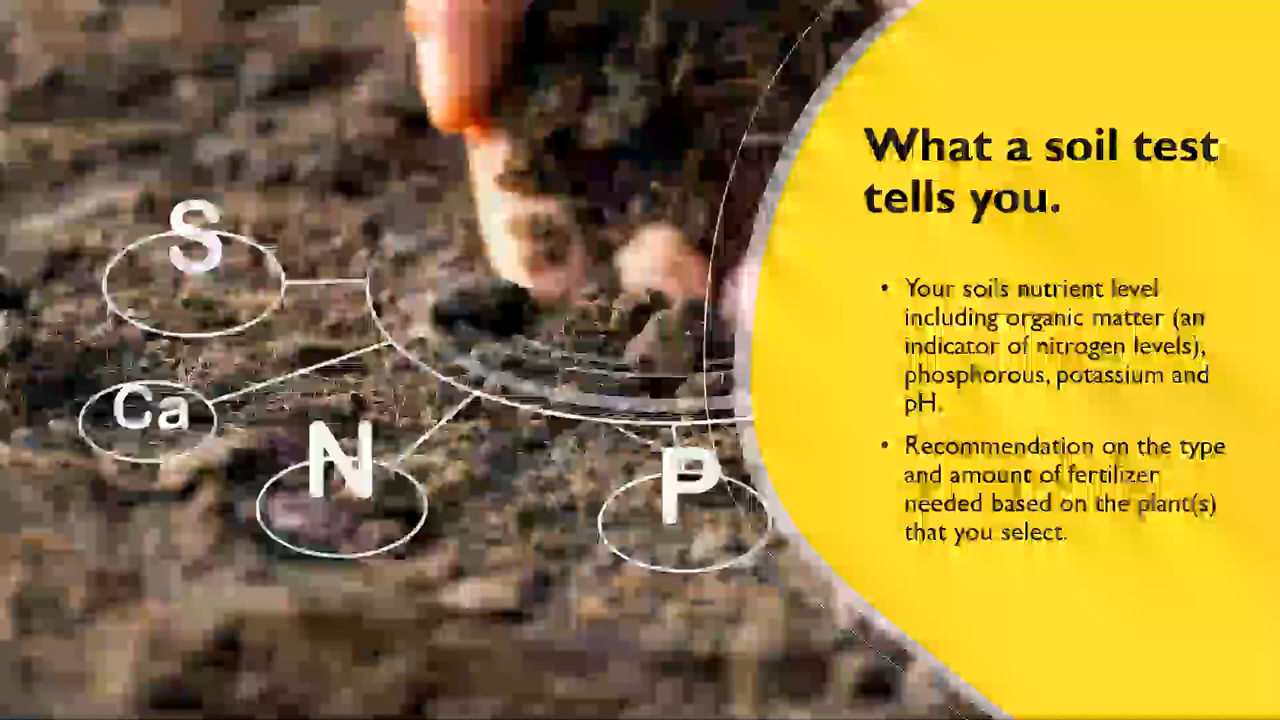 What a soil test
tells you.
• Your soils nutrient level
including organic matter (an
indicator of nitrogen levels),
phosphorous, potassium and
pH.
• Recommendation on the type
and amount of fertilizer
needed based on the plant(s)
that you select.
S
Ca
N
P